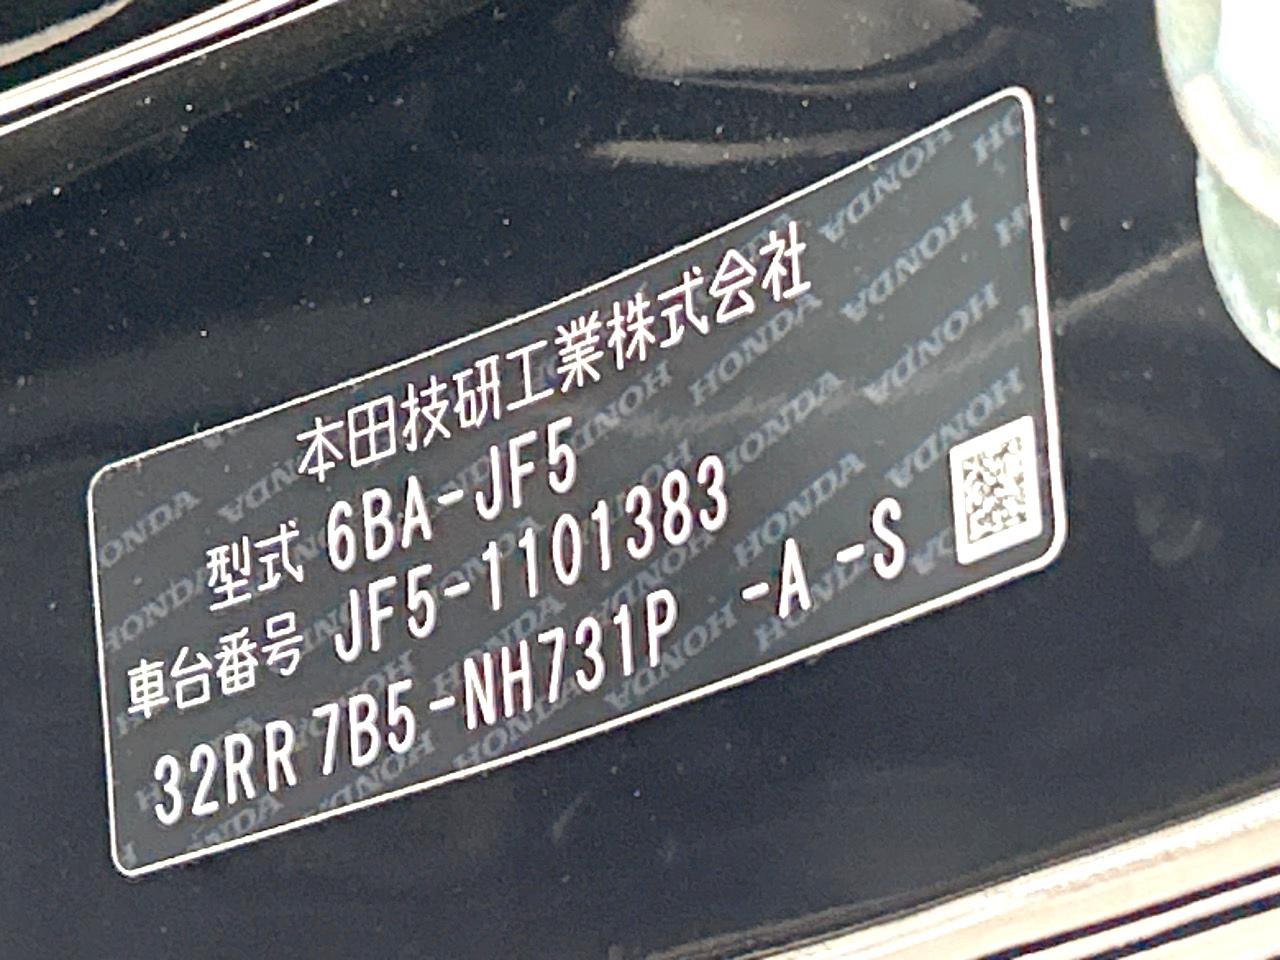 本田技研工業株式会社
型式 6BA-JF5
車台番号 JF5-1101383
32RR 7B5-NH731P -A -S